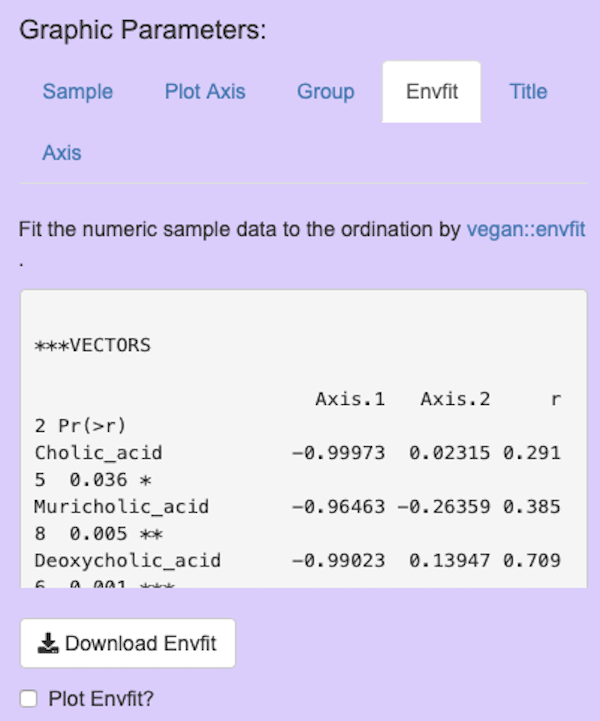 Graphic Parameters:
Sample Plot Axis Group Envfit Title
Axis
Fit the numeric sample data to the ordination by vegan::envfit
.
***VECTORS
Axis.1 Axis.2 r
2 Pr(>r)
Cholic_acid -0.99973 0.02315 0.291
5 0.036 *
Muricholic_acid -0.96463 -0.26359 0.385
8 0.005 **
Deoxycholic_acid -0.99023 0.13947 0.709
6 0.001 ***
Download Envfit
Plot Envfit?